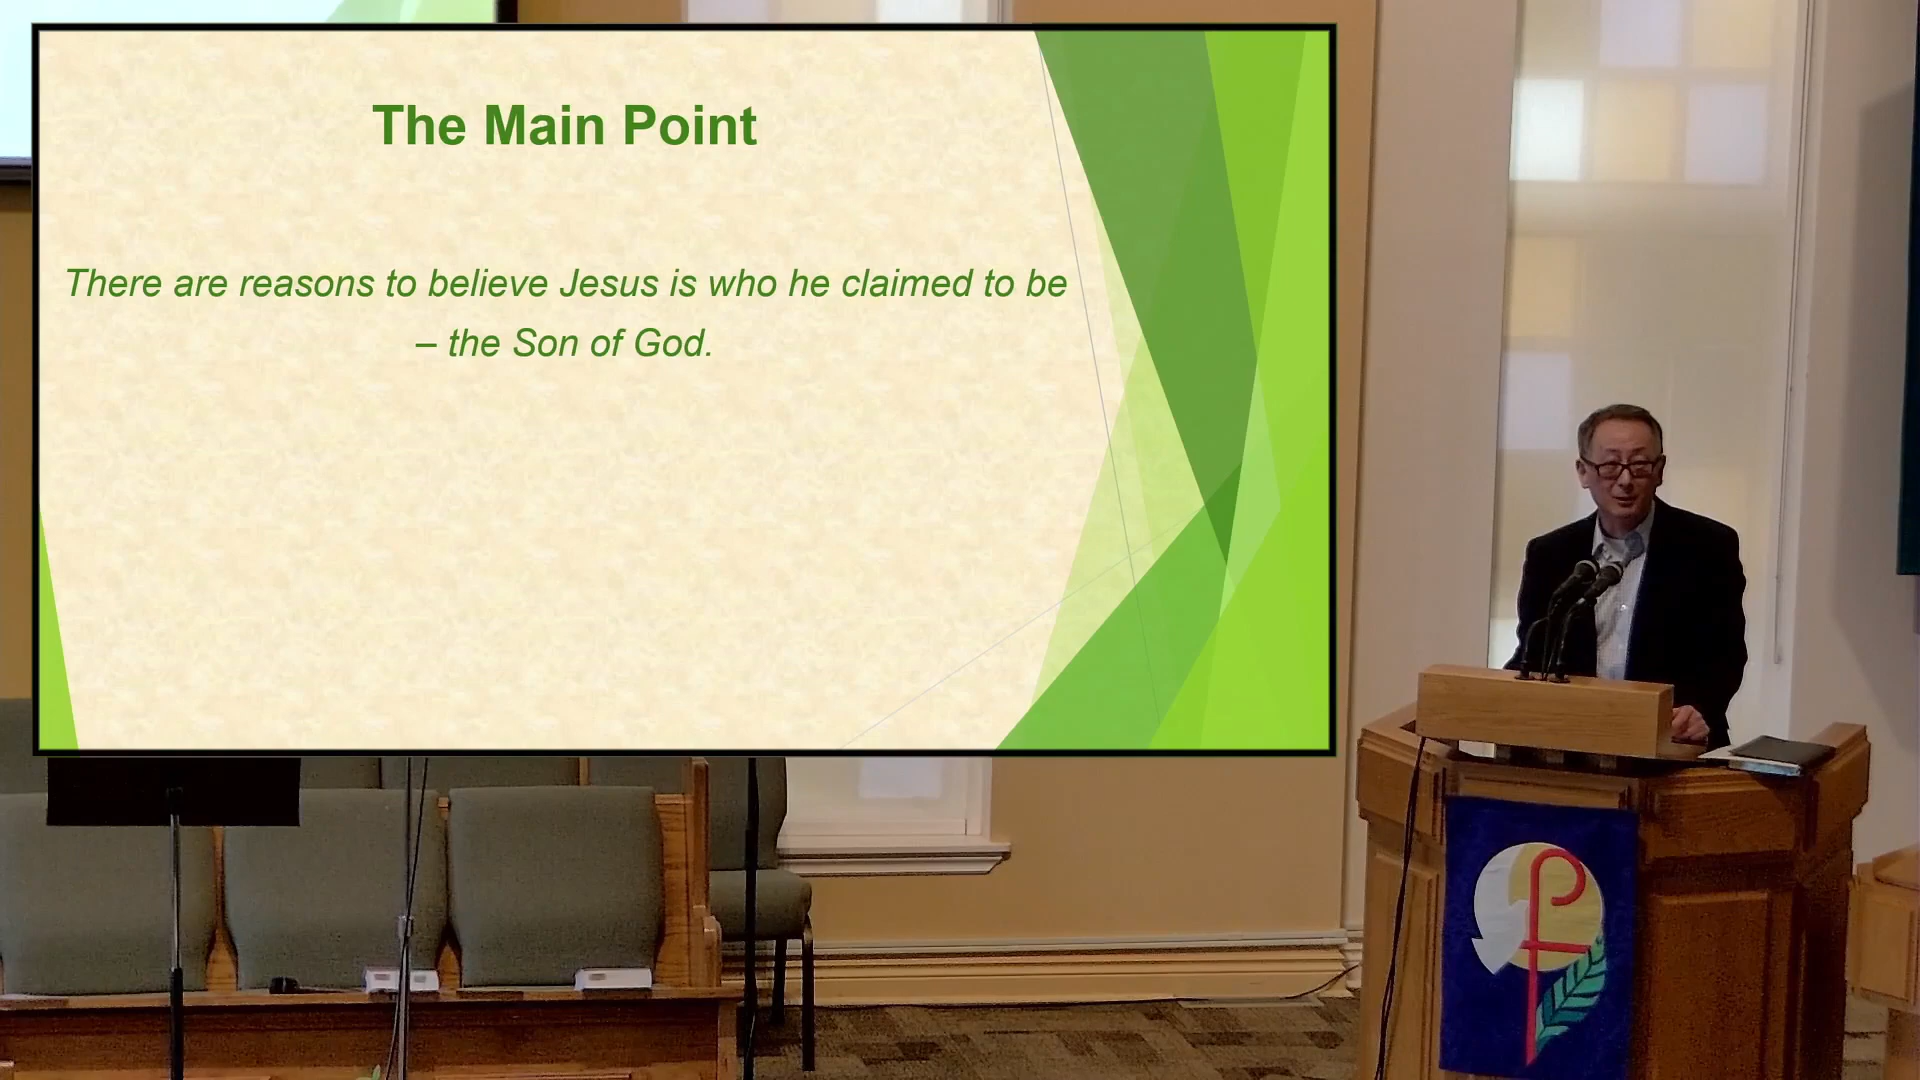 The Main Point
There are reasons to believe Jesus is who he claimed to be
– the Son of God.